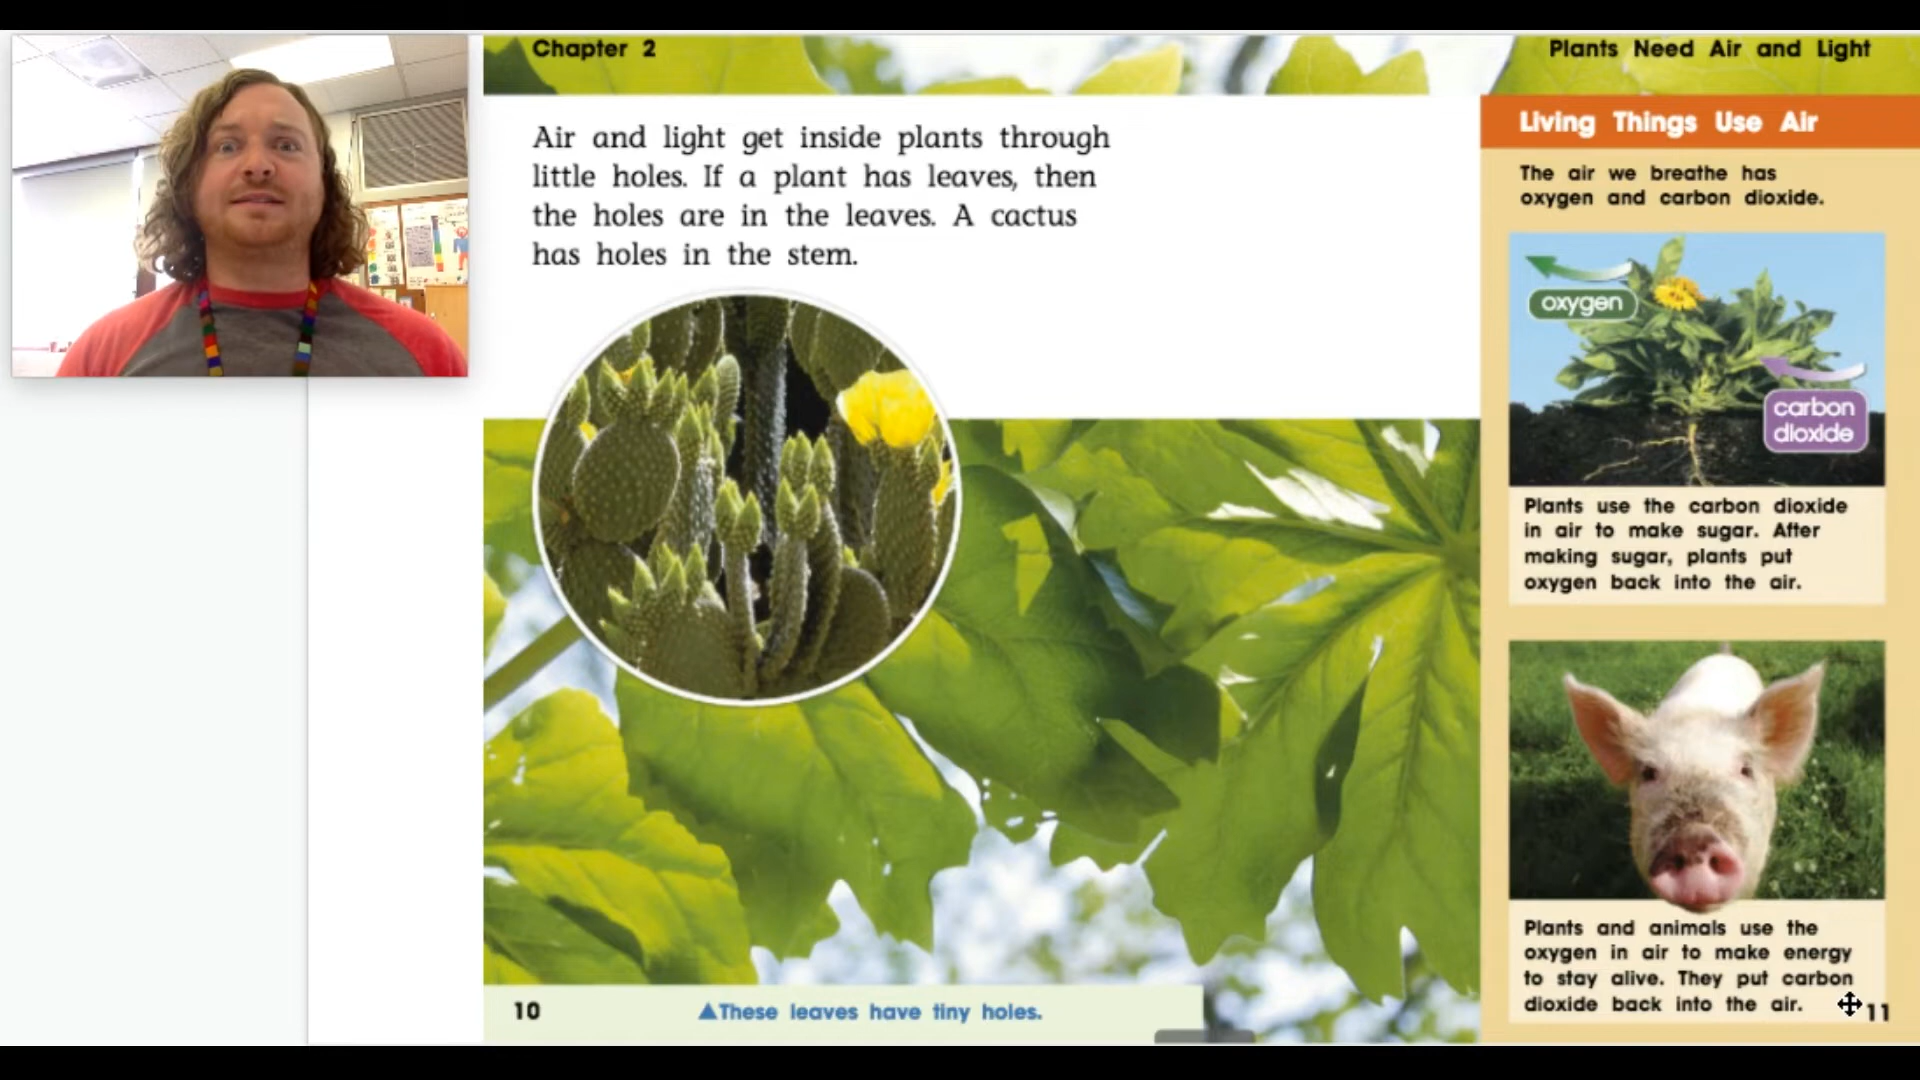 Chapter 2
Plants Need Air and Light
Air and light get inside plants through
little holes. If a plant has leaves, then
the holes are in the leaves. A cactus
has holes in the stem.
10
▲These leaves have tiny holes.
Living Things Use Air
The air we breathe has
oxygen and carbon dioxide.
oxygen
carbon
dioxide
Plants use the carbon dioxide
in air to make sugar. After
making sugar, plants put
oxygen back into the air.
Plants and animals use the
oxygen in air to make energy
to stay alive. They put carbon
dioxide back into the air.
11